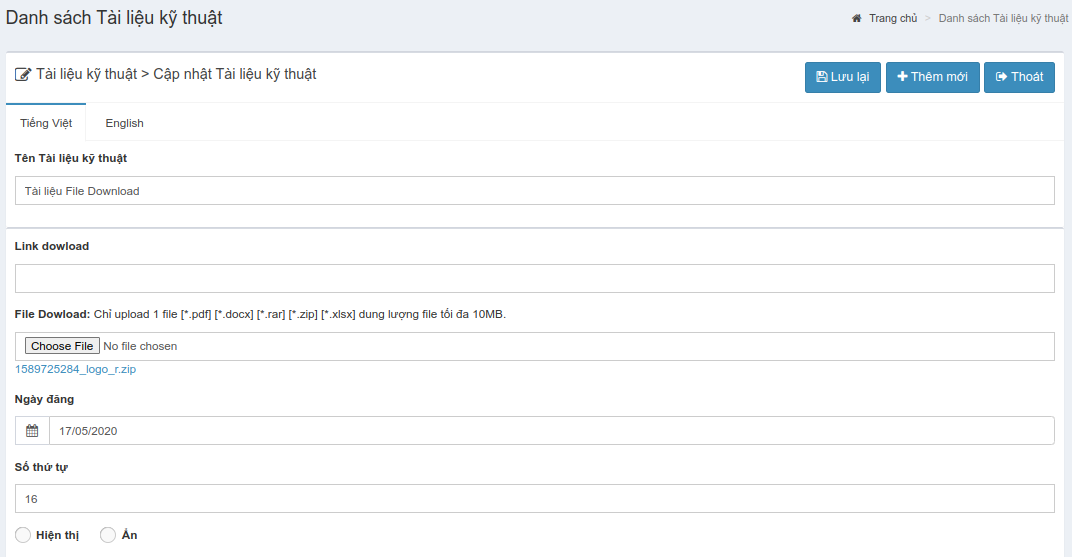 Danh sách Tài liệu kỹ thuật
Trang chủ > Danh sách Tài liệu kỹ thuật
Tài liệu kỹ thuật > Cập nhật Tài liệu kỹ thuật
Lưu lại
Thêm mới
Thoát
Tiếng Việt
English
Tên Tài liệu kỹ thuật
Tài liệu File Download
Link dowload
File Dowload: Chỉ upload 1 file [*.pdf] [*.docx] [*.rar] [*.zip] [*.xlsx] dung lượng file tối đa 10MB.
Choose File No file chosen
1589725284_logo_r.zip
Ngày đăng
17/05/2020
Số thứ tự
16
Hiện thị
Ẩn